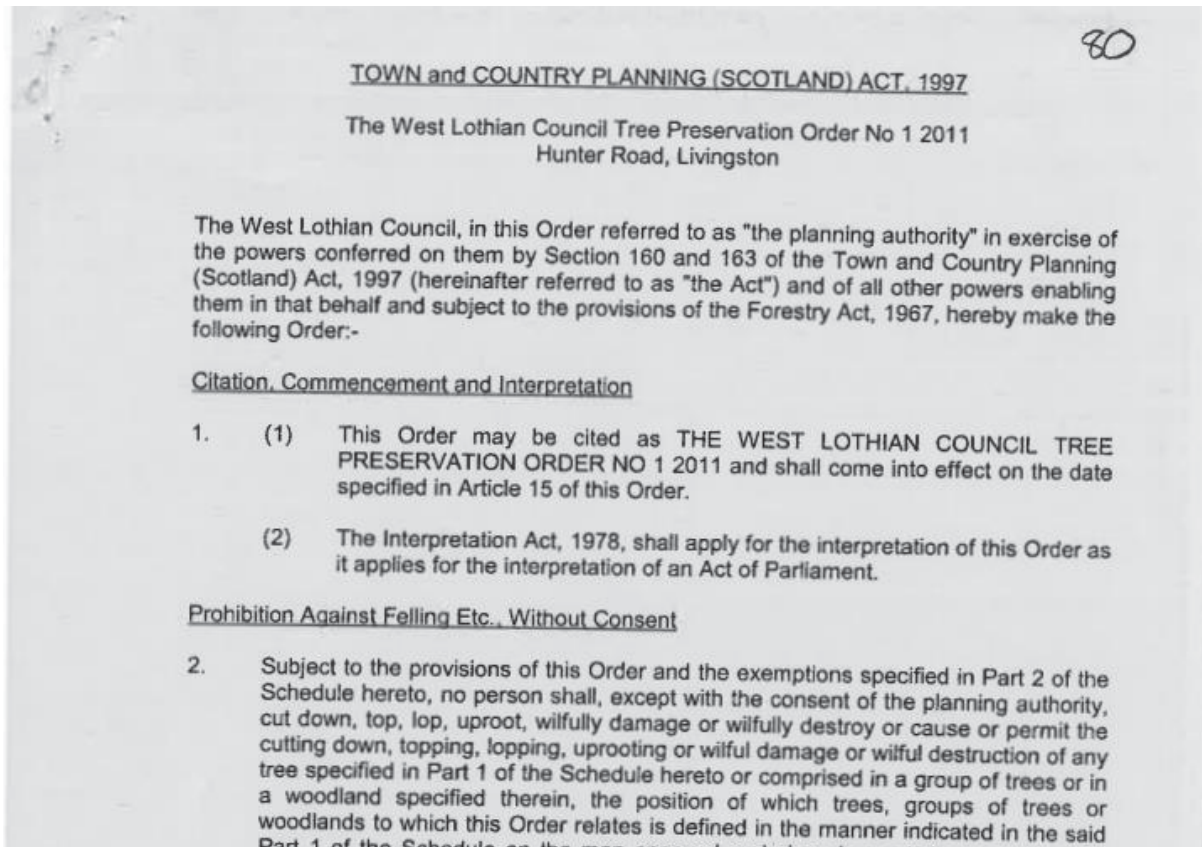 80
TOWN and COUNTRY PLANNING (SCOTLAND) ACT, 1997
The West Lothian Council Tree Preservation Order No 1 2011
Hunter Road, Livingston
The West Lothian Council, in this Order referred to as "the planning authority" in exercise of
the powers conferred on them by Section 160 and 163 of the Town and Country Planning
(Scotland) Act, 1997 (hereinafter referred to as "the Act") and of all other powers enabling
them in that behalf and subject to the provisions of the Forestry Act, 1967, hereby make the
following Order:-
Citation, Commencement and Interpretation
1. (1) This Order may be cited as THE WEST LOTHIAN COUNCIL TREE
PRESERVATION ORDER NO 1 2011 and shall come into effect on the date
specified in Article 15 of this Order.
(2) The Interpretation Act, 1978, shall apply for the interpretation of this Order as
it applies for the interpretation of an Act of Parliament.
Prohibition Against Felling Etc., Without Consent
2. Subject to the provisions of this Order and the exemptions specified in Part 2 of the
Schedule hereto, no person shall, except with the consent of the planning authority,
cut down, top, lop, uproot, wilfully damage or wilfully destroy or cause or permit the
cutting down, topping, lopping, uprooting or wilful damage or wilful destruction of any
tree specified in Part 1 of the Schedule hereto or comprised in a group of trees or in
a woodland specified therein, the position of which trees, groups of trees or
woodlands to which this Order relates is defined in the manner indicated in the said
Part 1 of the Schedule on the map